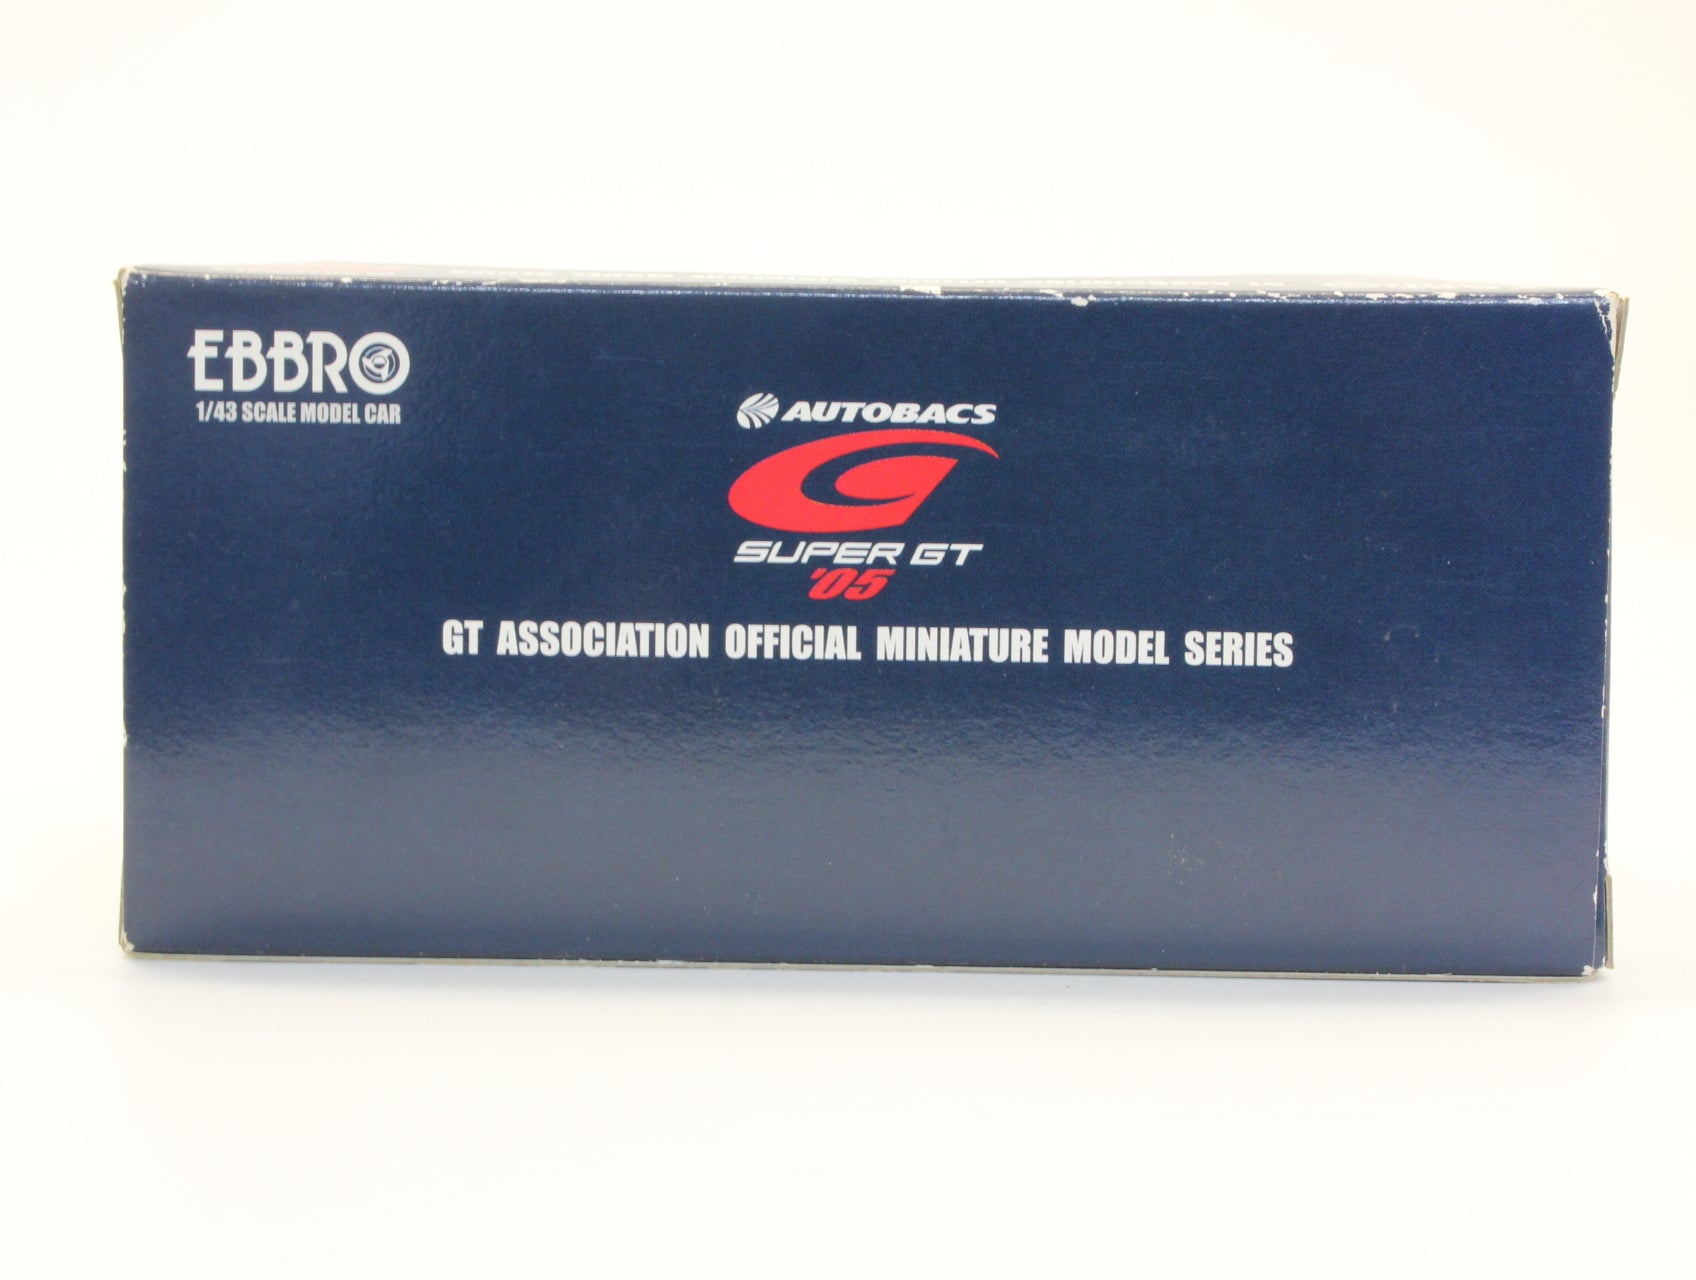 EBBRO
1/43 SCALE MODEL CAR
AUTOBACS
SUPER GT
'05
GT ASSOCIATION OFFICIAL MINIATURE MODEL SERIES